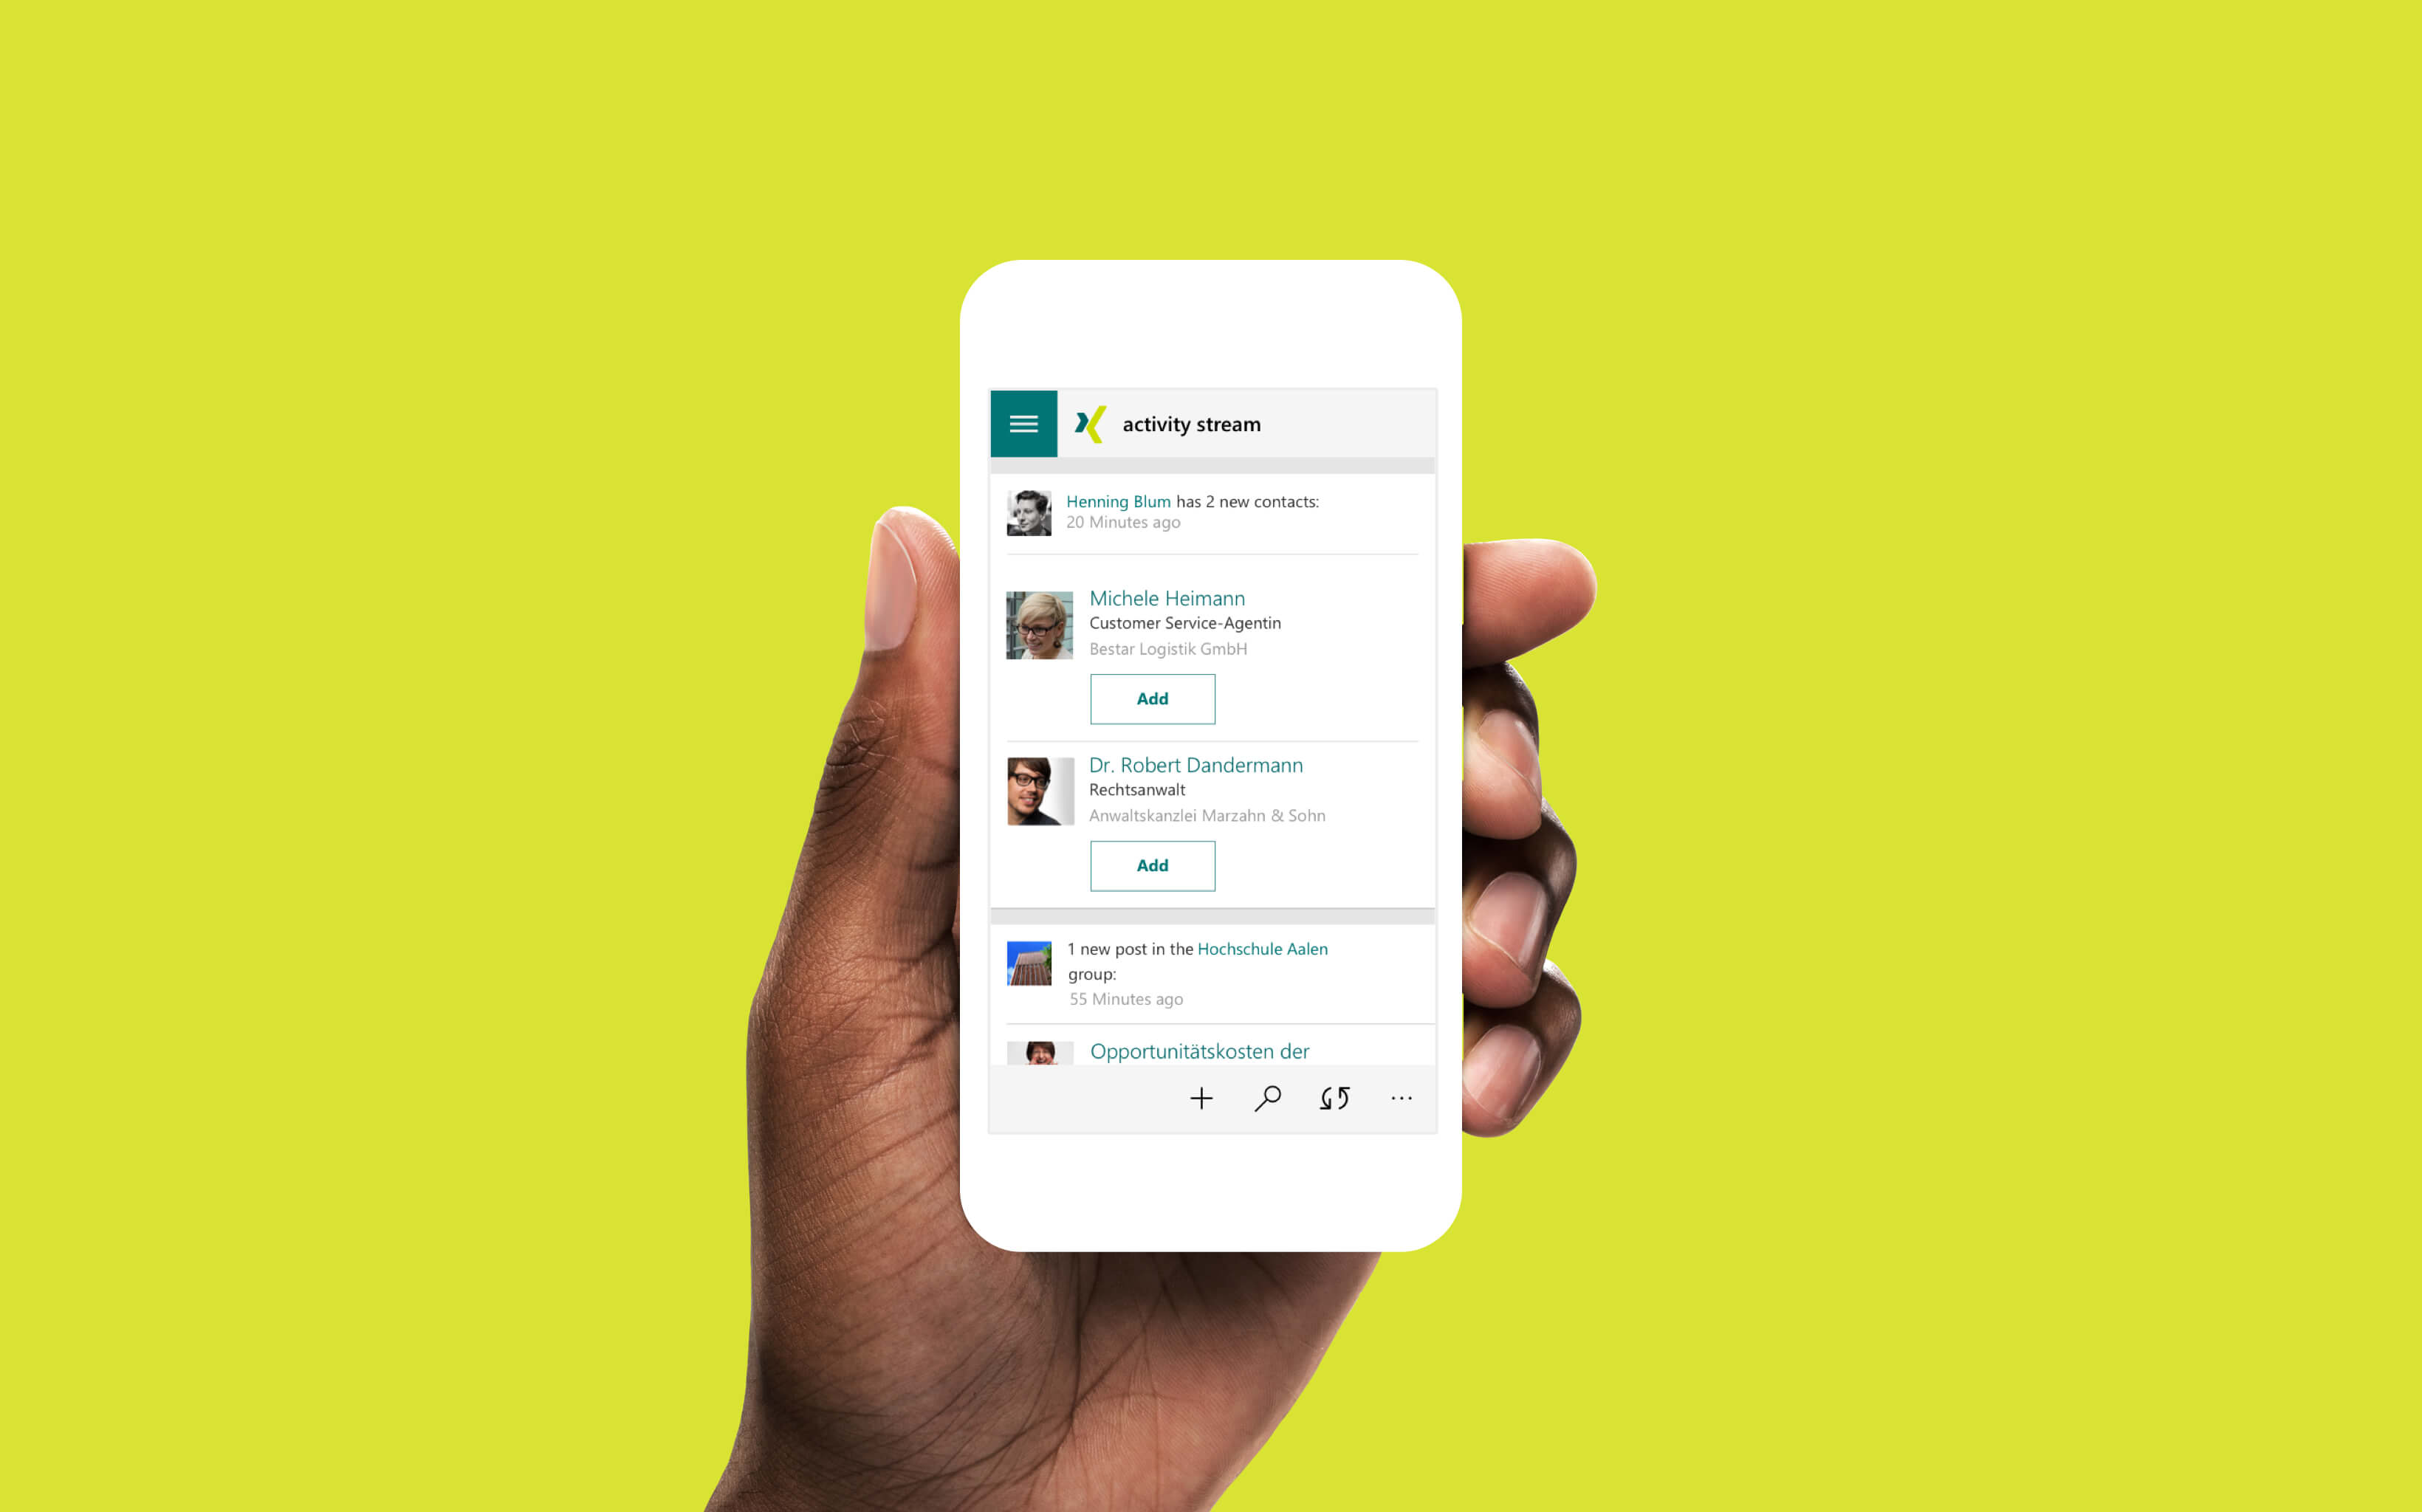 activity stream
Henning Blum has 2 new contacts:
20 Minutes ago
Michele Heimann
Customer Service-Agentin
Bestar Logistik GmbH
Add
Dr. Robert Dandermann
Rechtsanwalt
Anwaltskanzlei Marzahn & Sohn
Add
1 new post in the Hochschule Aalen
group:
55 Minutes ago
Opportunitätskosten der